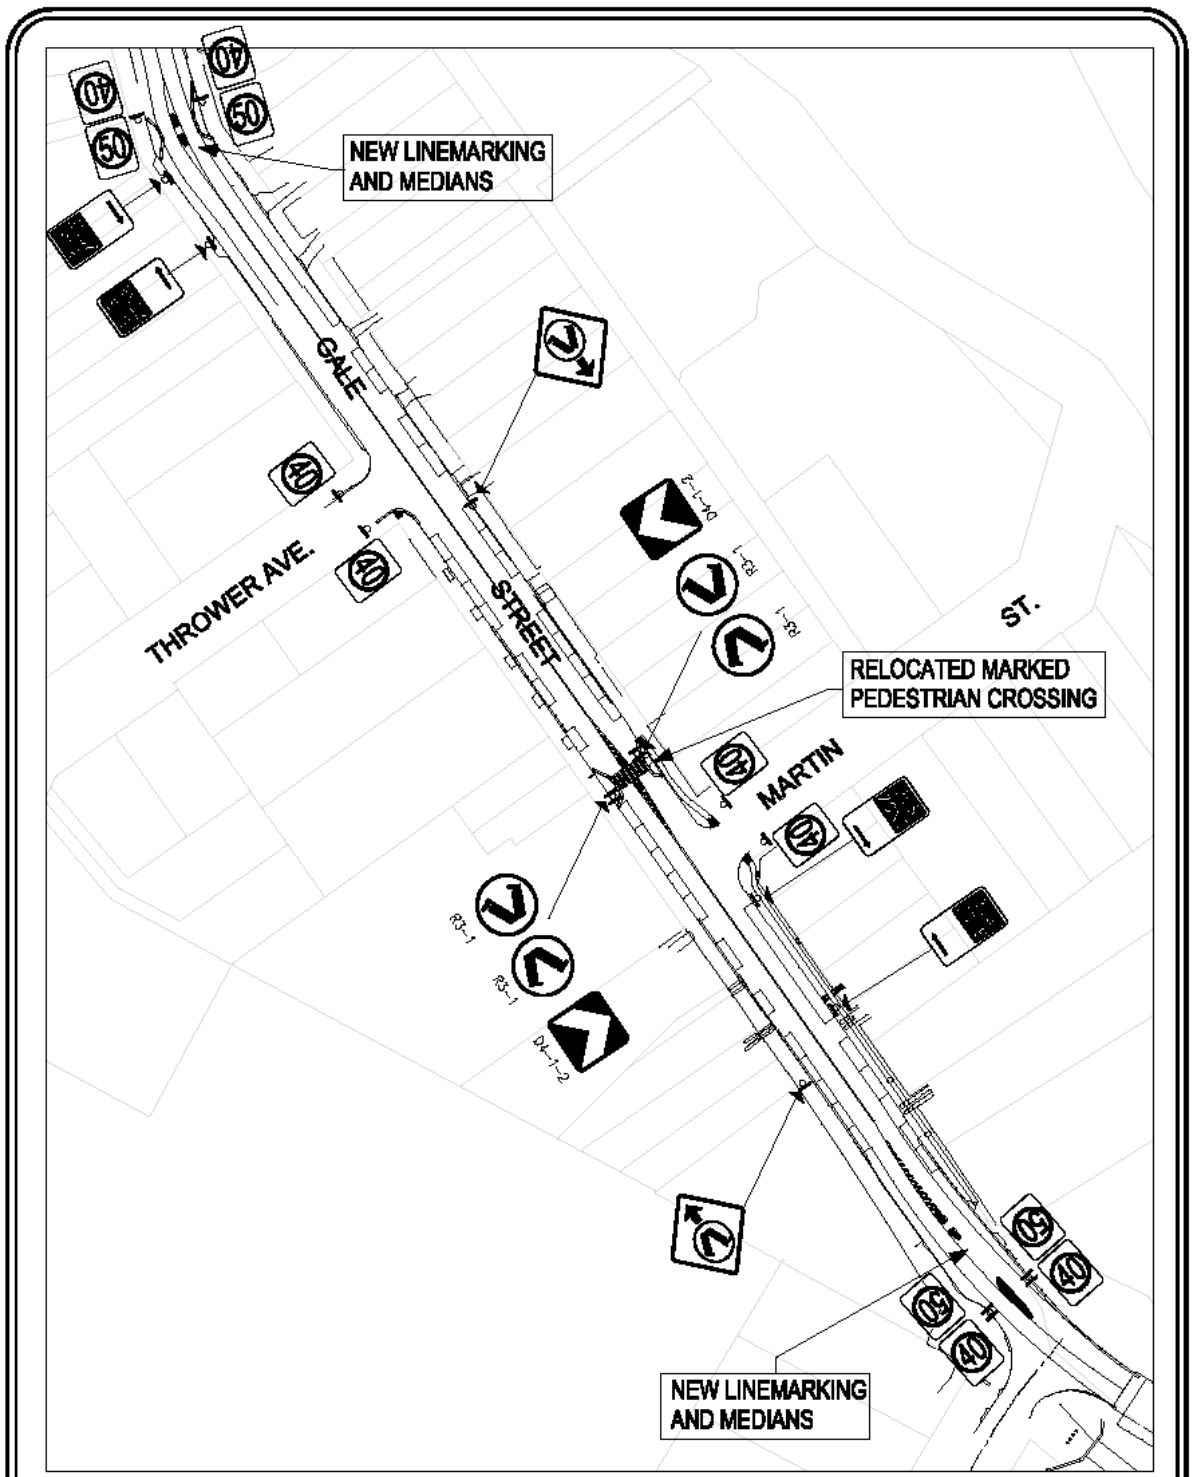 40
50
40
50
NEW LINEMARKING
AND MEDIANS
GALE
STREET
40
40
THROWER AVE.
D4-1-2
R3-1
R3-1
ST.
MARTIN
RELOCATED MARKED
PEDESTRIAN CROSSING
40
40
R3-1
R3-1
D4-1-2
50
40
50
40
NEW LINEMARKING
AND MEDIANS